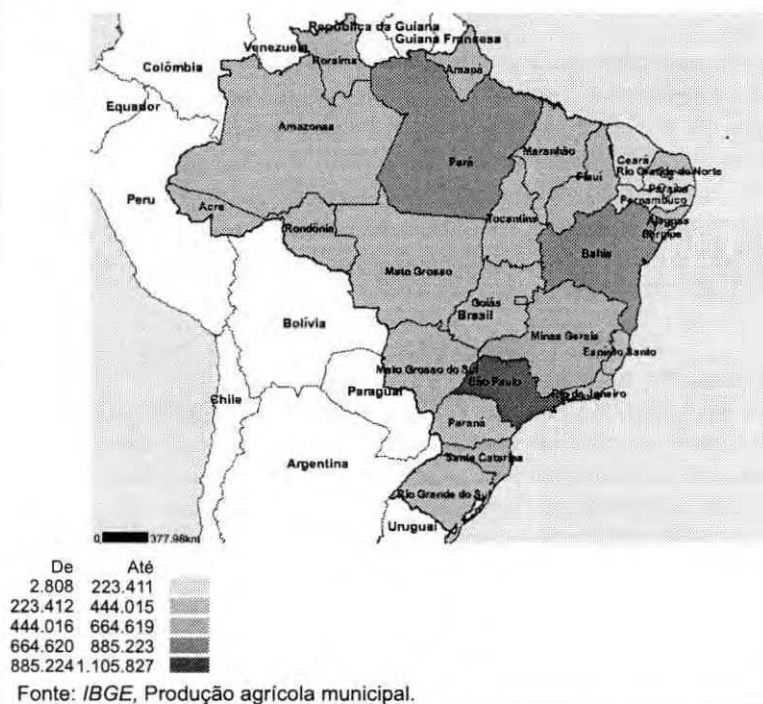 República da Guiana
Guiana Francesa
Venezuela
Colômbia
Roraima
Amapá
Equador
Amazonas
Pará
Maranhão
Ceará
Rio Grande do Norte
Piauí
Paraíba
Pernambuco
Peru
Acre
Tocantins
Alagoas
Sergipe
Rondônia
Bahia
Mato Grosso
Goiás
Brasil
Bolívia
Minas Gerais
Espírito Santo
Mato Grosso do Sul
São Paulo
Rio de Janeiro
Paraguai
Chile
Paraná
Santa Catarina
Argentina
Rio Grande do Sul
Uruguai
0 377.96km
De Até
2.808 223.411
223.412 444.015
444.016 664.619
664.620 885.223
885.224 1.105.827
Fonte: IBGE, Produção agrícola municipal.